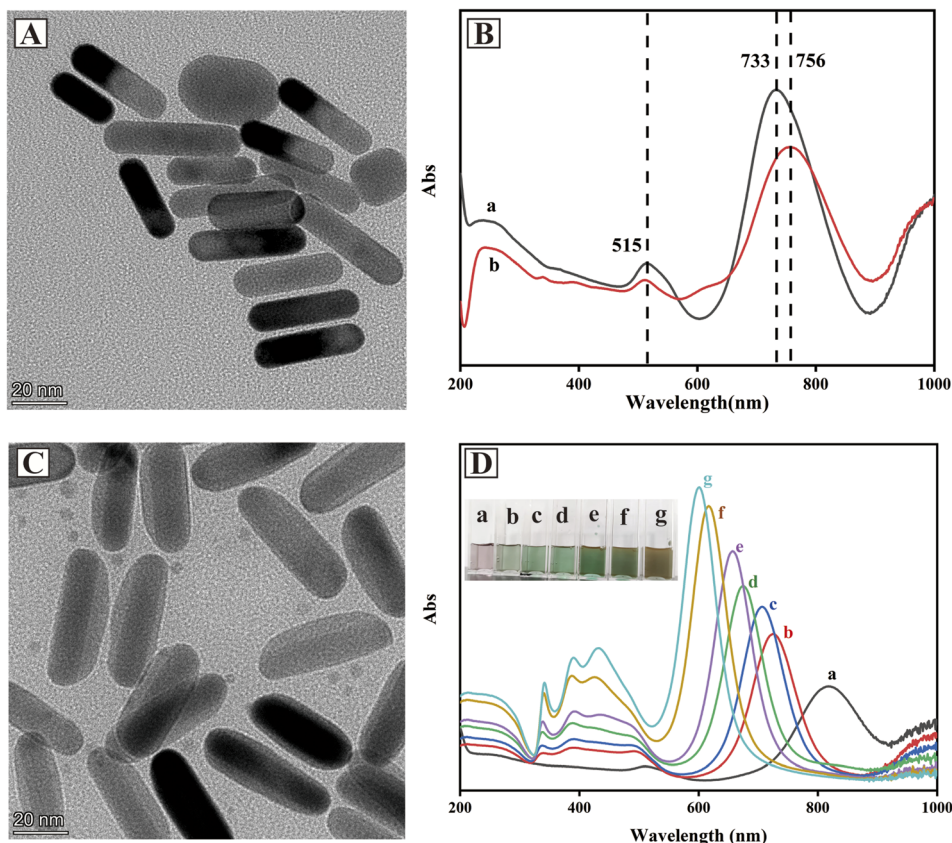 A
20 nm
B
733
756
515
a
b
Abs
200
400
600
800
1000
Wavelength(nm)
C
20 nm
D
a b c d e f g
g
f
e
d
c
b
a
Abs
200
400
600
800
1000
Wavelength (nm)